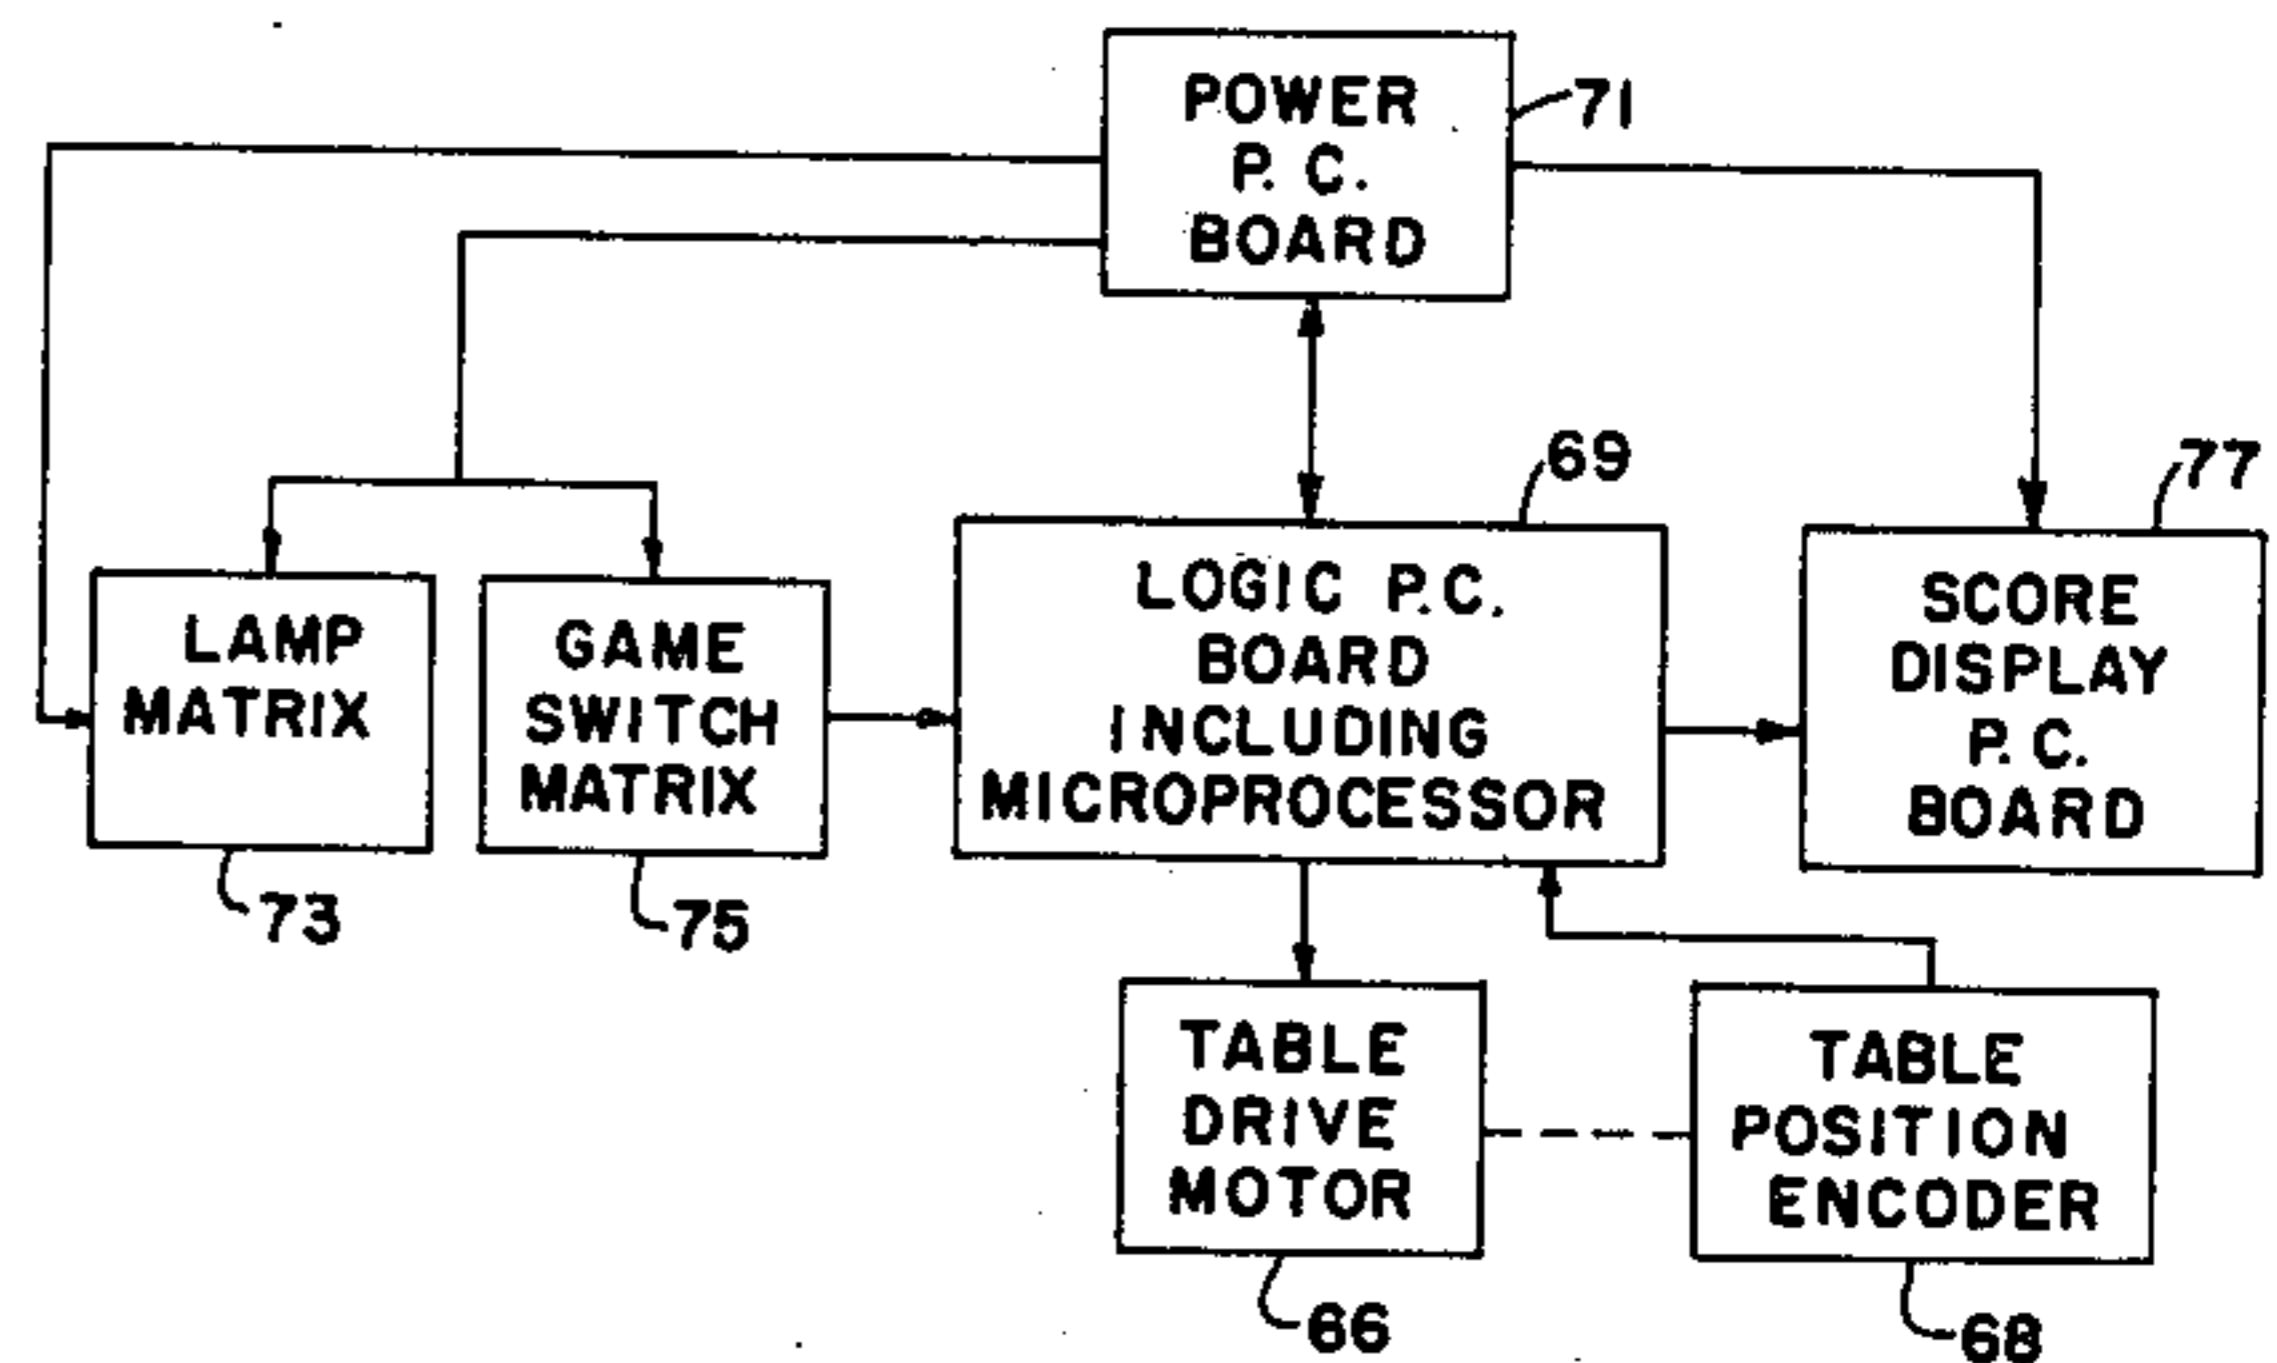 POWER
P. C.
BOARD
71
69
77
LAMP
MATRIX
73
GAME
SWITCH
MATRIX
75
LOGIC P.C.
BOARD
INCLUDING
MICROPROCESSOR
SCORE
DISPLAY
P. C.
BOARD
TABLE
DRIVE
MOTOR
66
TABLE
POSITION
ENCODER
68